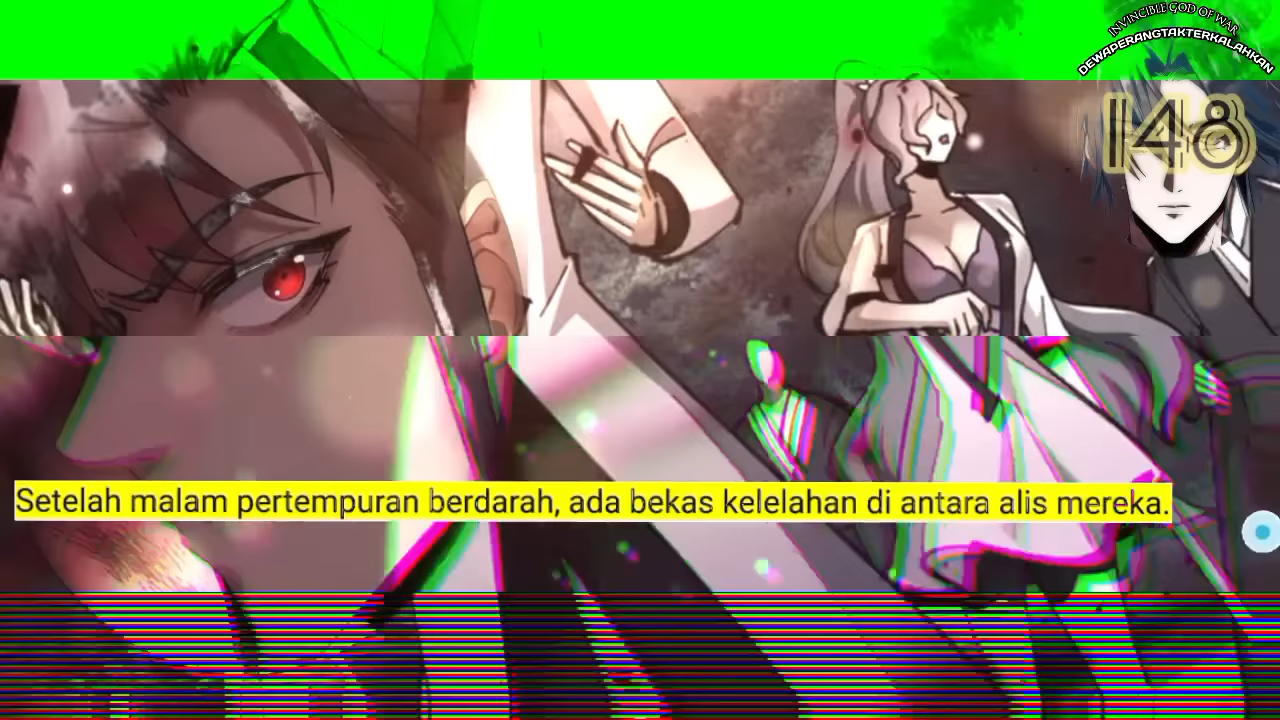 INVINCIBLE GOD OF WAR
DEWAPERANGTAKTERKALAHKAN
148
Setelah malam pertempuran berdarah, ada bekas kelelahan di antara alis mereka.